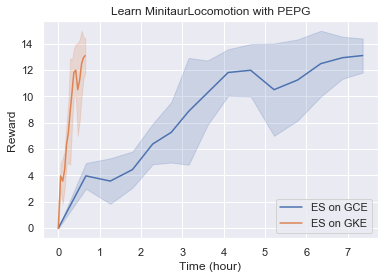 Learn MinitaurLocomotion with PEPG
Reward
14
12
10
8
6
4
2
0
0 1 2 3 4 5 6 7
Time (hour)
ES on GCE
ES on GKE